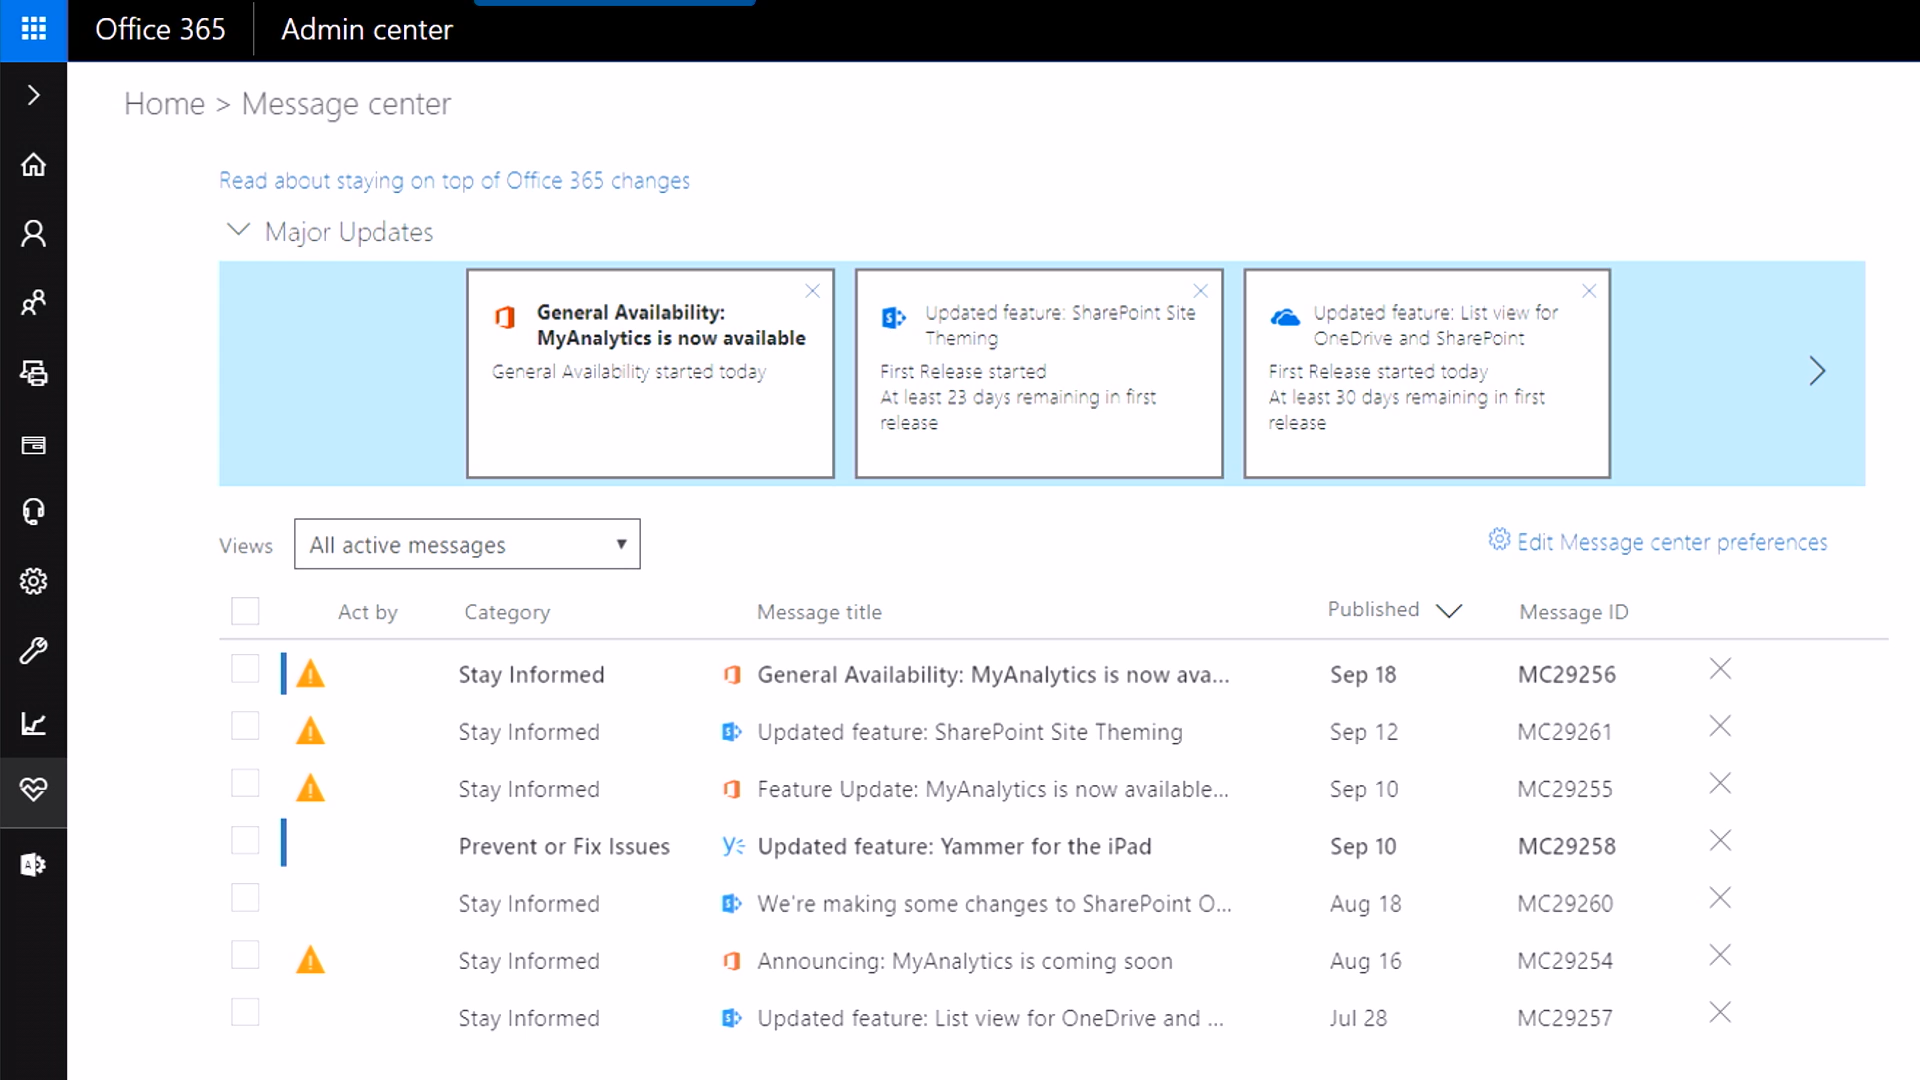 Office 365
Admin center
Home > Message center
Read about staying on top of Office 365 changes
Major Updates
General Availability:
MyAnalytics is now available
General Availability started today
Updated feature: SharePoint Site
Theming
First Release started
At least 23 days remaining in first
release
Updated feature: List view for
OneDrive and SharePoint
First Release started today
At least 30 days remaining in first
release
Views
All active messages
Edit Message center preferences
Act by Category Message title Published Message ID
Stay Informed General Availability: MyAnalytics is now ava... Sep 18 MC29256
Stay Informed Updated feature: SharePoint Site Theming Sep 12 MC29261
Stay Informed Feature Update: MyAnalytics is now available... Sep 10 MC29255
Prevent or Fix Issues Updated feature: Yammer for the iPad Sep 10 MC29258
Stay Informed We're making some changes to SharePoint O... Aug 18 MC29260
Stay Informed Announcing: MyAnalytics is coming soon Aug 16 MC29254
Stay Informed Updated feature: List view for OneDrive and ... Jul 28 MC29257